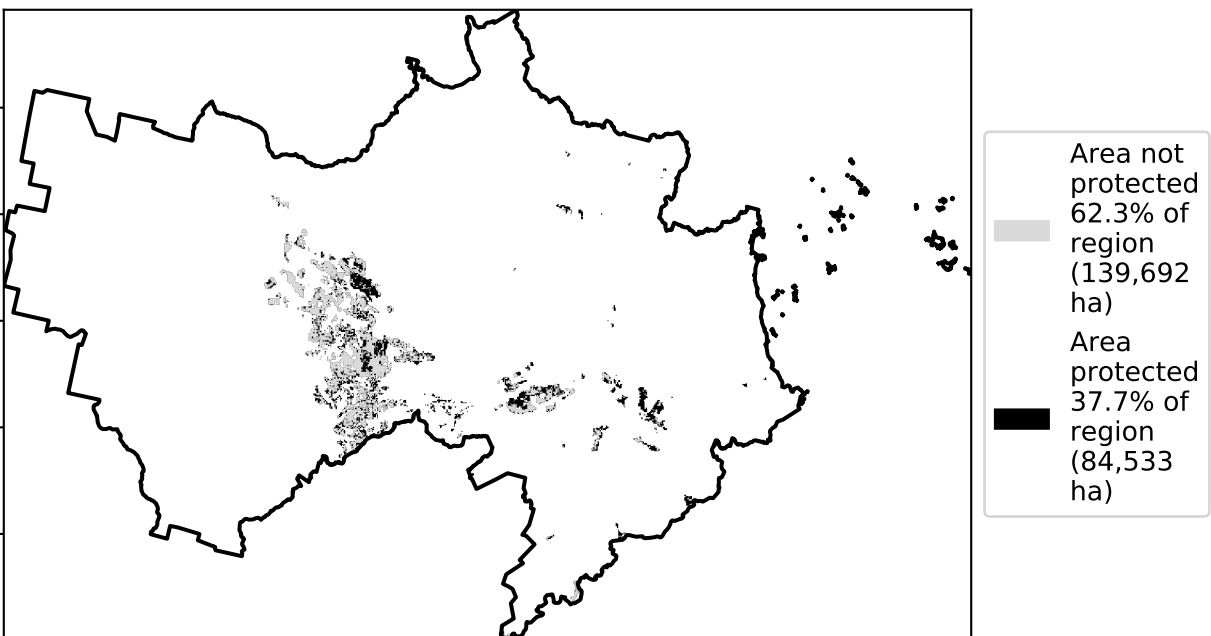 Area not
protected
62.3% of
region
(139,692
ha)
Area
protected
37.7% of
region
(84,533
ha)